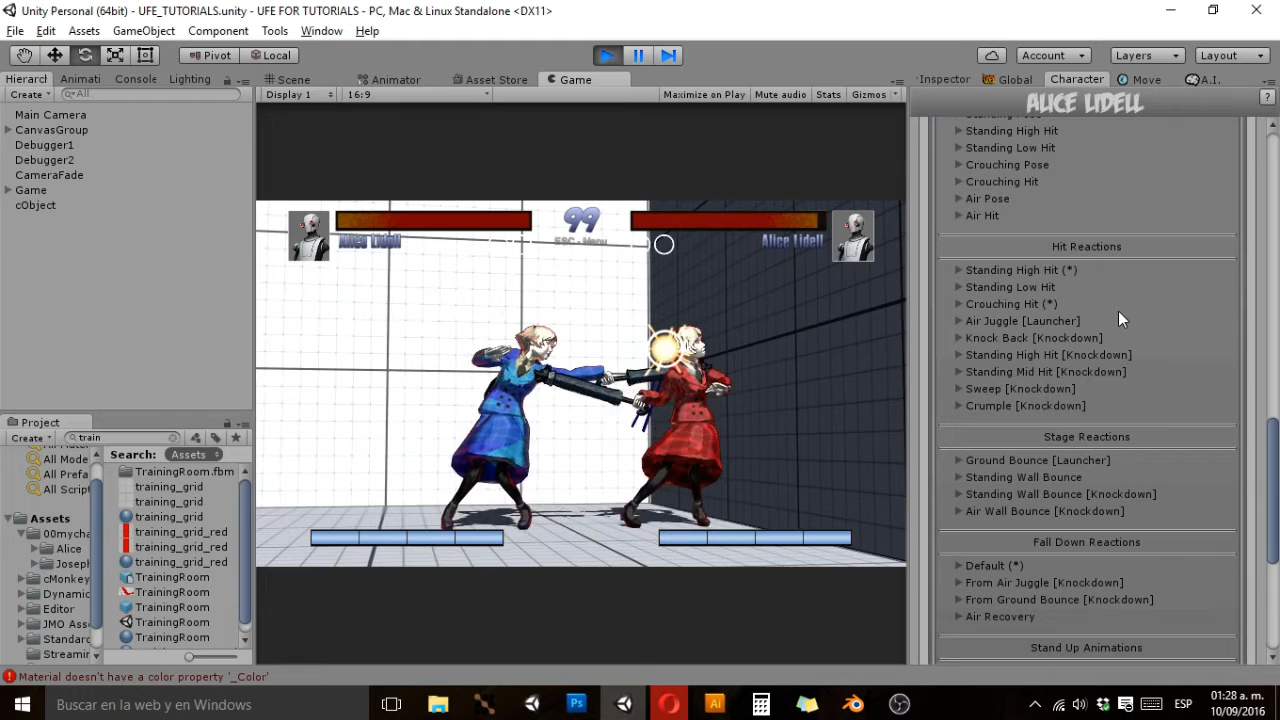 Unity Personal (64bit) - UFE_TUTORIALS.unity - UFE FOR TUTORIALS - PC, Mac & Linux Standalone <DX11>
File Edit Assets GameObject Component Tools Window Help
Pivot Local Account Layers Layout
Hierarch Animati Console Lighting Scene Animator Asset Store Game Inspector Global Character Move A.I.
Create All Display 1 16:9 Maximize on Play Mute audio Stats Gizmos
ALICE LIDELL ?
Main Camera
CanvasGroup
Debugger1
Debugger2
CameraFade
Game
cObject
99
Alice Lidell ESC - Menu Alice Lidell
Standing High Hit
Standing Low Hit
Crouching Pose
Crouching Hit
Air Pose
Air Hit
Hit Reactions
Standing High Hit (*)
Standing Low Hit
Crouching Hit (*)
Air Juggle [Launcher]
Knock Back [Knockdown]
Standing High Hit [Knockdown]
Standing Mid Hit [Knockdown]
Sweep [Knockdown]
Crumple [Knockdown]
Stage Reactions
Ground Bounce [Launcher]
Standing Wall Bounce
Standing Wall Bounce [Knockdown]
Air Wall Bounce [Knockdown]
Fall Down Reactions
Default (*)
From Air Juggle [Knockdown]
From Ground Bounce [Knockdown]
Air Recovery
Stand Up Animations
Project
Create train
All Mode
All Prefa
All Scrip
Assets
00mycha
Alice
Joseph
cMonkey
Dynamic
Editor
JMO Ass
Standard
Streamin
Search: Assets
TrainingRoom.fbm
training_grid
training_grid
training_grid
training_grid_red
training_grid_red
training_grid_red
TrainingRoom
TrainingRoom
TrainingRoom
TrainingRoom
TrainingRoom
Material doesn't have a color property '_Color'
Buscar en la web y en Windows
Ps Ai
ESP
01:28 a. m.
10/09/2016